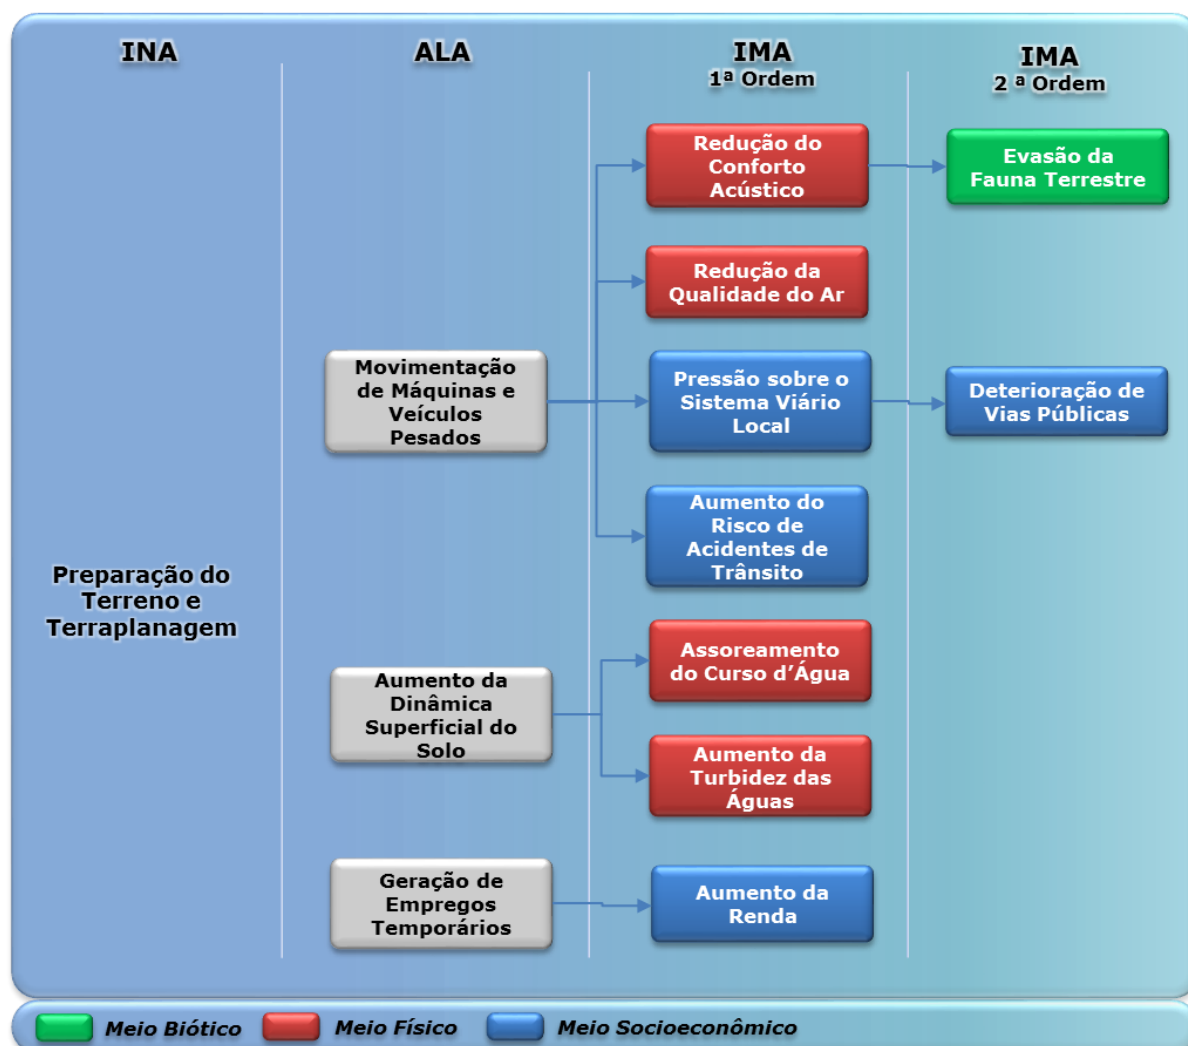 INA
ALA
IMA
1ª Ordem
IMA
2 ª Ordem
Redução do
Conforto
Acústico
Evasão da
Fauna Terrestre
Redução da
Qualidade do Ar
Movimentação
de Máquinas e
Veículos
Pesados
Pressão sobre o
Sistema Viário
Local
Deterioração de
Vias Públicas
Aumento do
Risco de
Acidentes de
Trânsito
Preparação do
Terreno e
Terraplanagem
Assoreamento
do Curso d’Água
Aumento da
Dinâmica
Superficial do
Solo
Aumento da
Turbidez das
Águas
Geração de
Empregos
Temporários
Aumento da
Renda
Meio Biótico
Meio Físico
Meio Socioeconômico